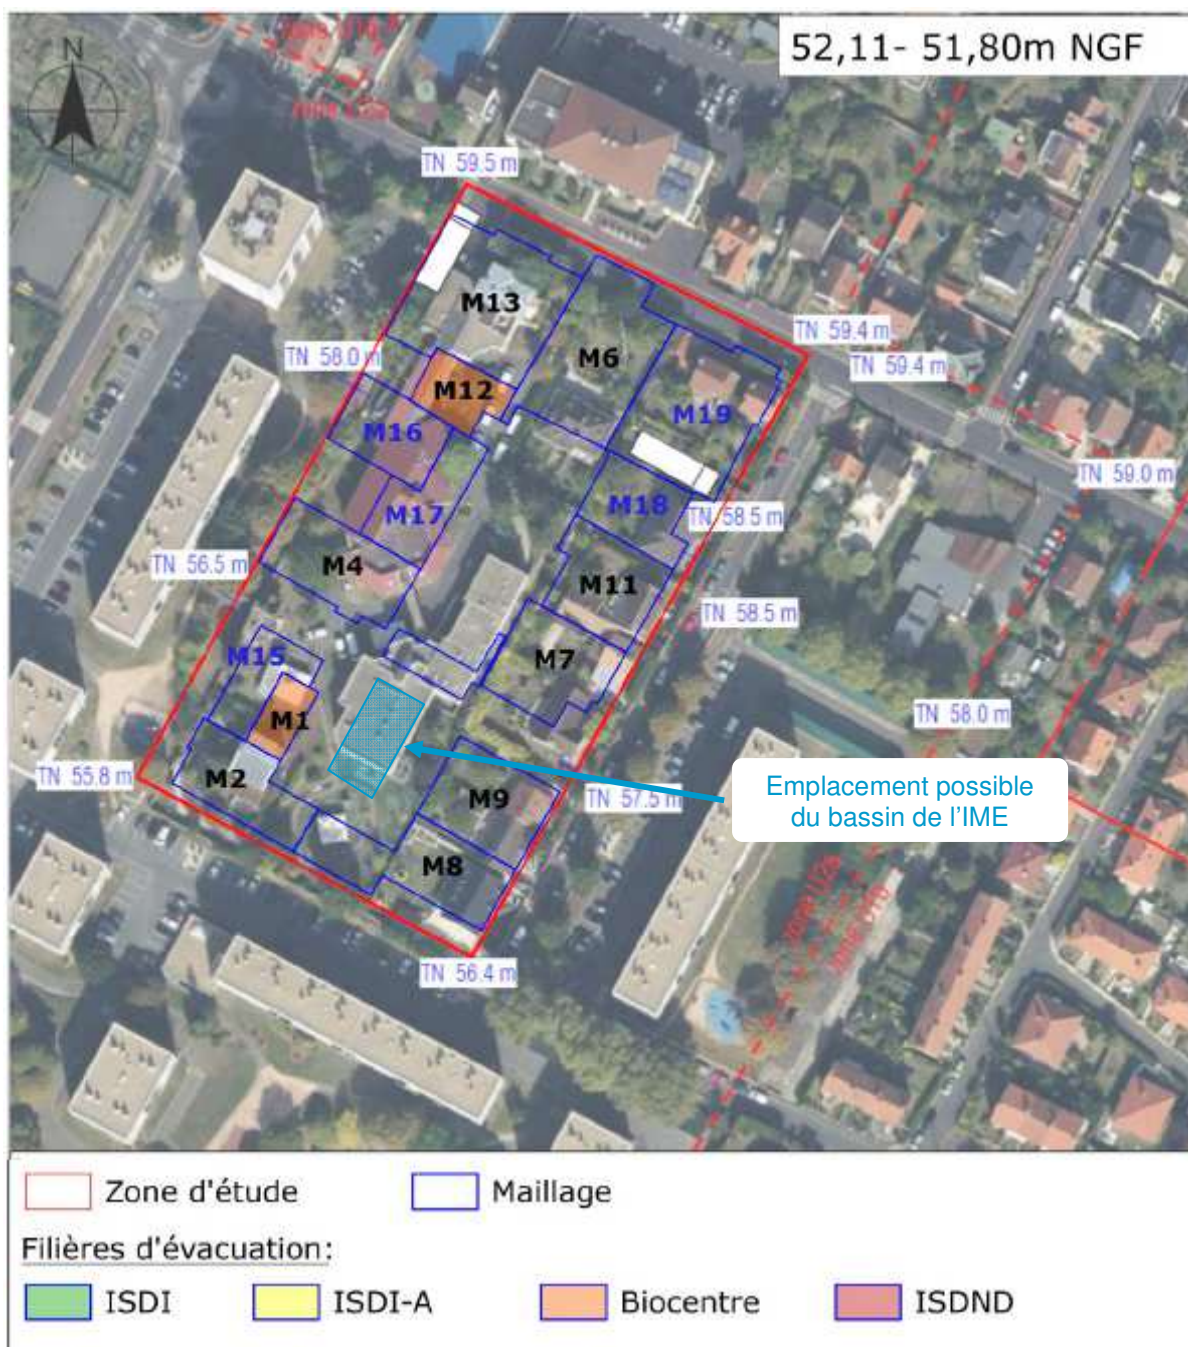 52,11- 51,80m NGF
N
TN 59.5 m
M13
TN 59.4 m
TN 58.0 m
M6
TN 59.4 m
M12
M19
M16
TN 59.0 m
M17
M18
TN 58.5 m
TN 56.5 m
M4
M11
TN 58.5 m
M15
M7
M1
TN 58.0 m
TN 55.8 m
M2
M9
TN 57.5 m
Emplacement possible
du bassin de l'IME
M8
TN 56.4 m
Zone d'étude
Maillage
Filières d'évacuation:
ISDI
ISDI-A
Biocentre
ISDND